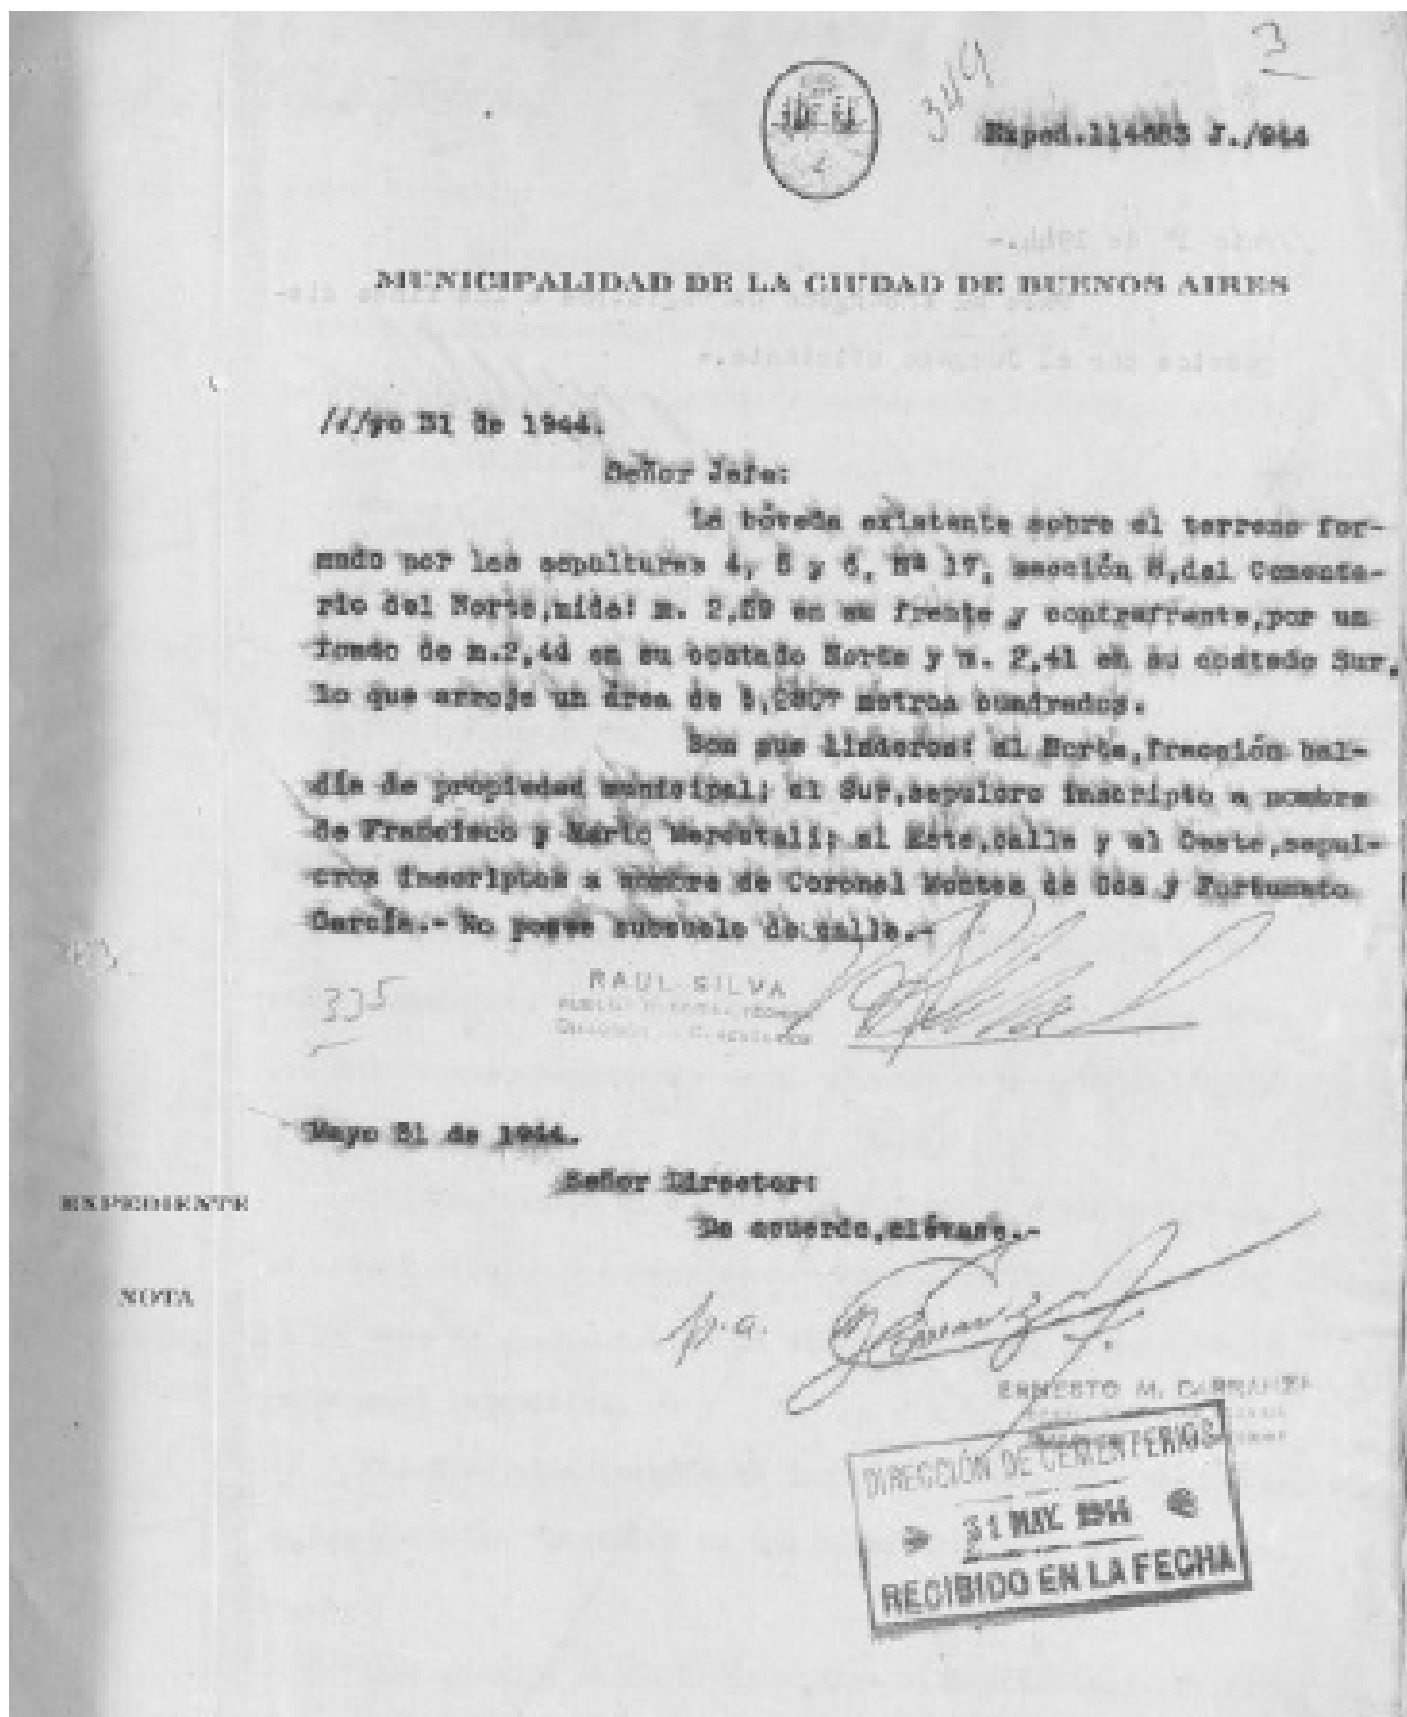 3
349
Exped. J./944
MUNICIPALIDAD DE LA CIUDAD DE BUENOS AIRES
///yo 31 de 1944.
Señor Jefe:
La bóveda existente sobre el terreno for-
mado por las sepulturas 4, 5 y 6, Nº 17, sección del Cemente-
rio del Norte, mide: m. en su frente y contrafrente, por un
fondo de m.2,44 en su costado Norte y m. 2,41 en su costado Sur,
lo que arroja un área de metros cuadrados.
Son sus linderos: al Norte, fracción bal-
día de propiedad municipal; al Sur, sepulcro inscripto a nombre
de Francisco y Mario al Este, calle y al Oeste, sepul-
cros inscriptos a nombre de Coronel Montes de Oca y Fortunato
García.- No posee subsuelo de calle.-
335
RAUL SILVA
Mayo 31 de 1944.
Señor Director:
EXPEDIENTE
De acuerdo, elévase.-
NOTA
p.a.
ERNESTO M. CARRANZA
DIRECCIÓN DE CEMENTERIOS
31 MAY. 1944
RECIBIDO EN LA FECHA